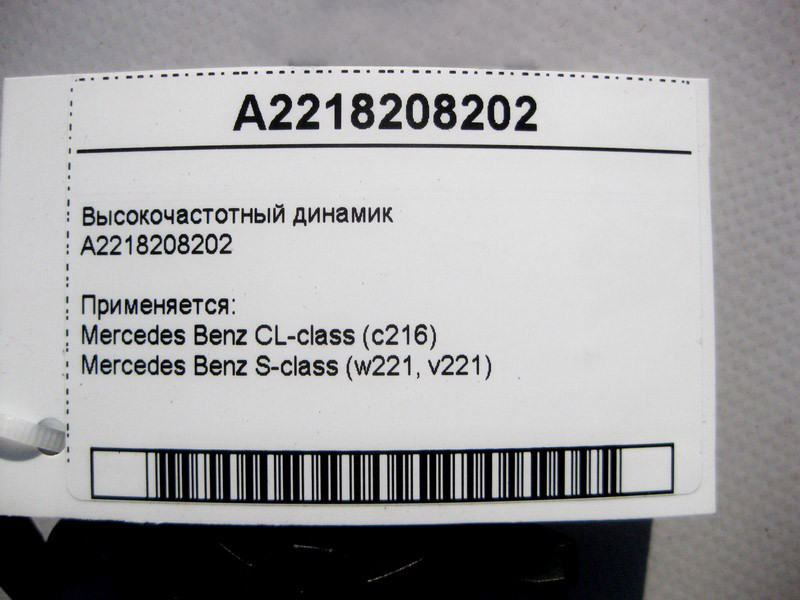 A2218208202
Высокочастотный динамик
A2218208202
Применяется:
Mercedes Benz CL-class (c216)
Mercedes Benz S-class (w221, v221)